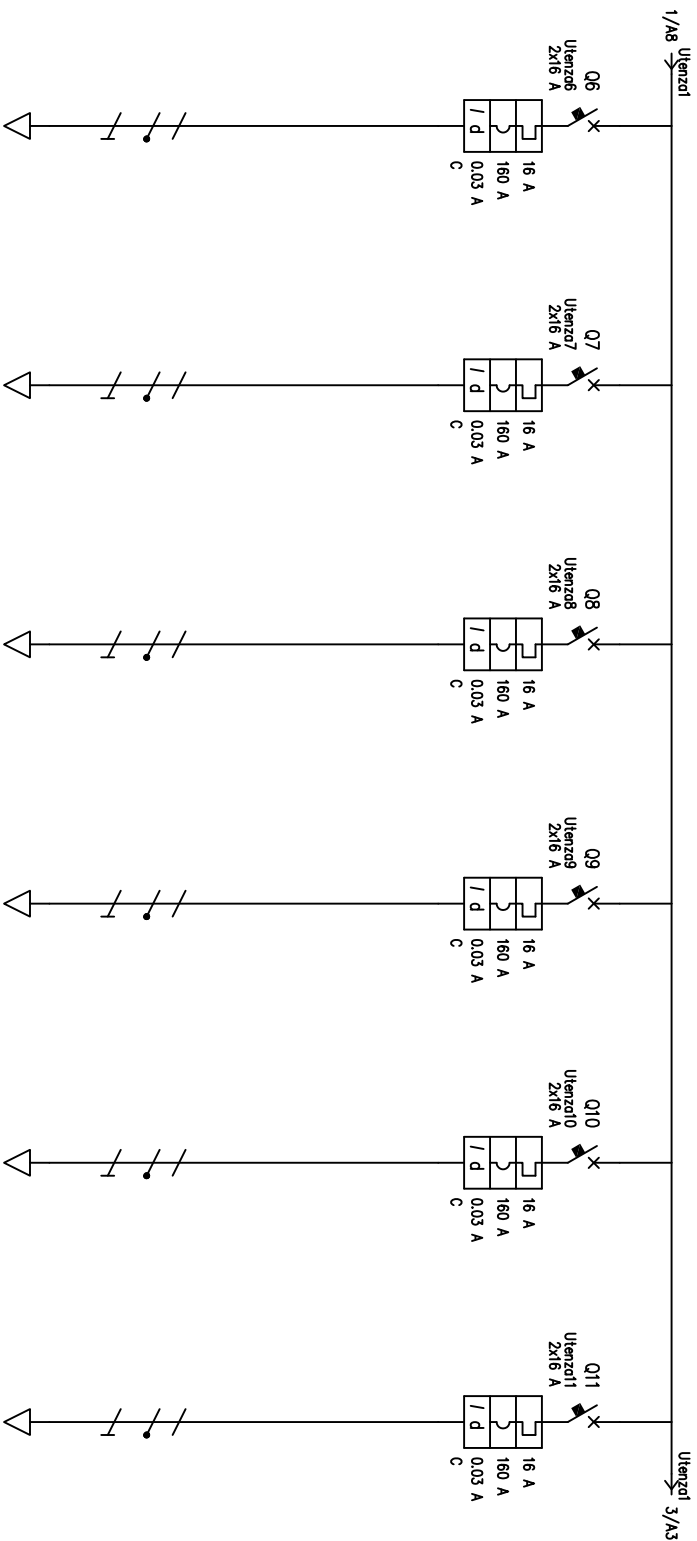 Utenza1
1/A8
Q6
Utenza6
2x16 A
16 A
160 A
I d
0.03 A
C
Q7
Utenza7
2x16 A
16 A
160 A
I d
0.03 A
C
Q8
Utenza8
2x16 A
16 A
160 A
I d
0.03 A
C
Q9
Utenza9
2x16 A
16 A
160 A
I d
0.03 A
C
Q10
Utenza10
2x16 A
16 A
160 A
I d
0.03 A
C
Q11
Utenza11
2x16 A
16 A
160 A
I d
0.03 A
C
Utenza1
3/A3